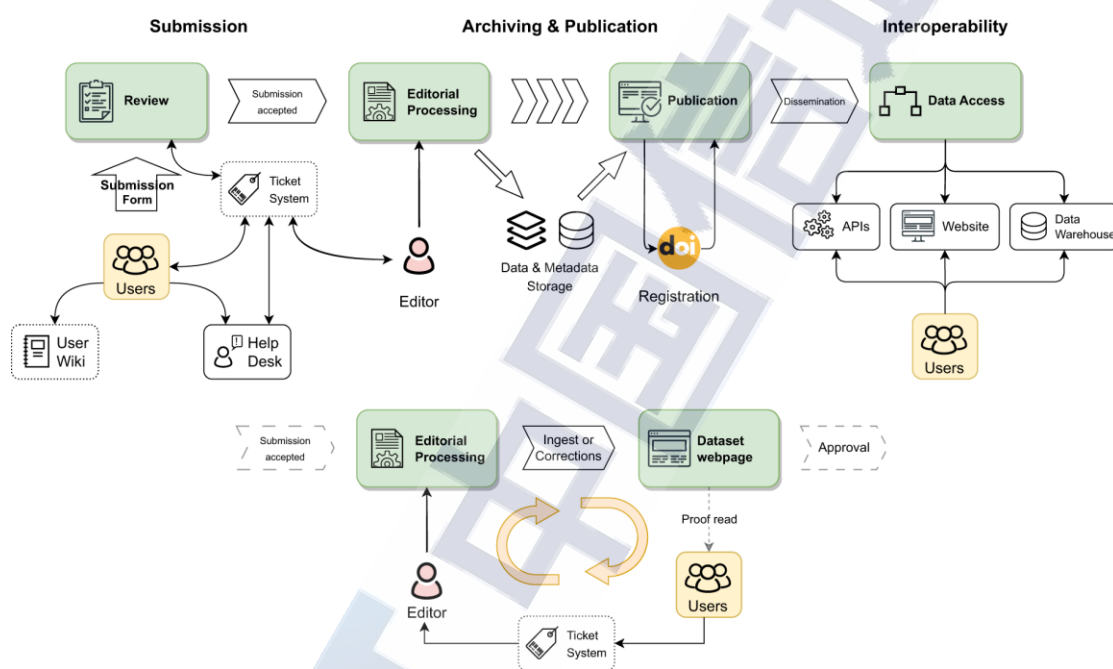 Submission
Archiving & Publication
Interoperability
Review
Submission
accepted
Editorial
Processing
Publication
Dissemination
Data Access
Submission
Form
Ticket
System
Users
User
Wiki
Help
Desk
Editor
Data & Metadata
Storage
doi
Registration
APIs
Website
Data
Warehouse
Users
Submission
accepted
Editorial
Processing
Ingest or
Corrections
Dataset
webpage
Approval
Proof read
Editor
Users
Ticket
System